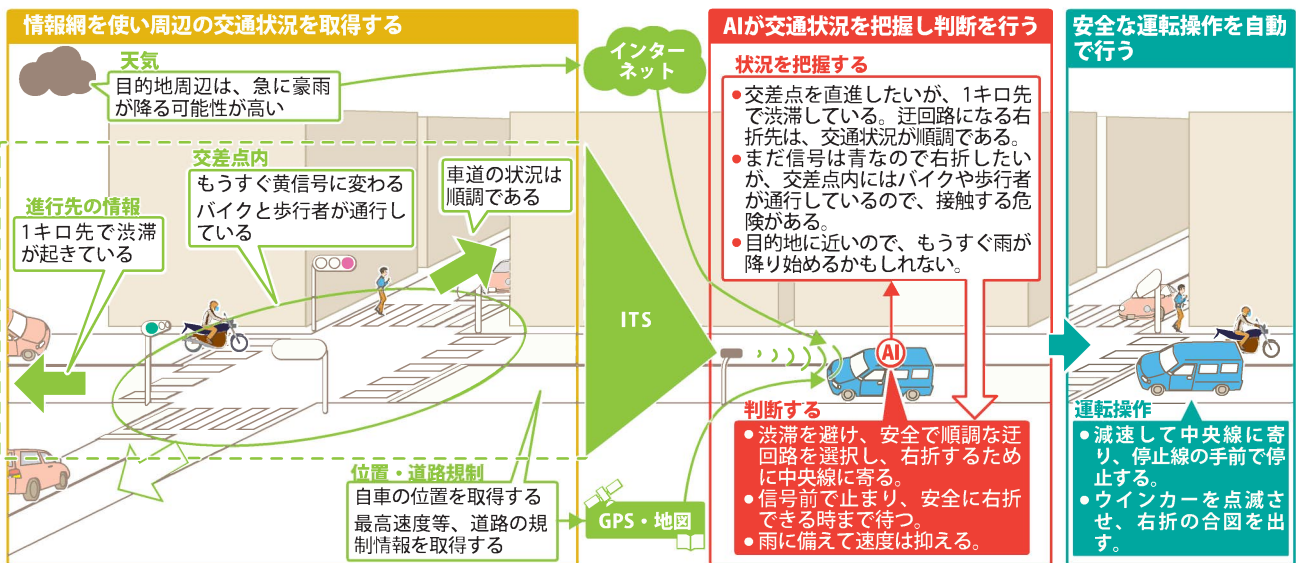 情報網を使い周辺の交通状況を取得する
天気
目的地周辺は、急に豪雨
が降る可能性が高い
交差点内
もうすぐ黄信号に変わる
バイクと歩行者が通行し
ている
車道の状況は
順調である
進行先の情報
1キロ先で渋滞
が起きている
位置・道路規制
自車の位置を取得する
最高速度等、道路の規
制情報を取得する
インター
ネット
ITS
GPS・地図
AIが交通状況を把握し判断を行う
状況を把握する
●交差点を直進したいが、1キロ先
で渋滞している。迂回路になる右
折先は、交通状況が順調である。
●まだ信号は青なので右折したい
が、交差点内にはバイクや歩行者
が通行しているので、接触する危
険がある。
●目的地に近いので、もうすぐ雨が
降り始めるかもしれない。
AI
判断する
●渋滞を避け、安全で順調な迂
回路を選択し、右折するため
に中央線に寄る。
●信号前で止まり、安全に右折
できる時まで待つ。
●雨に備えて速度は抑える。
安全な運転操作を自動
で行う
運転操作
●減速して中央線に寄
り、停止線の手前で停
止する。
●ウインカーを点滅さ
せ、右折の合図を出
す。